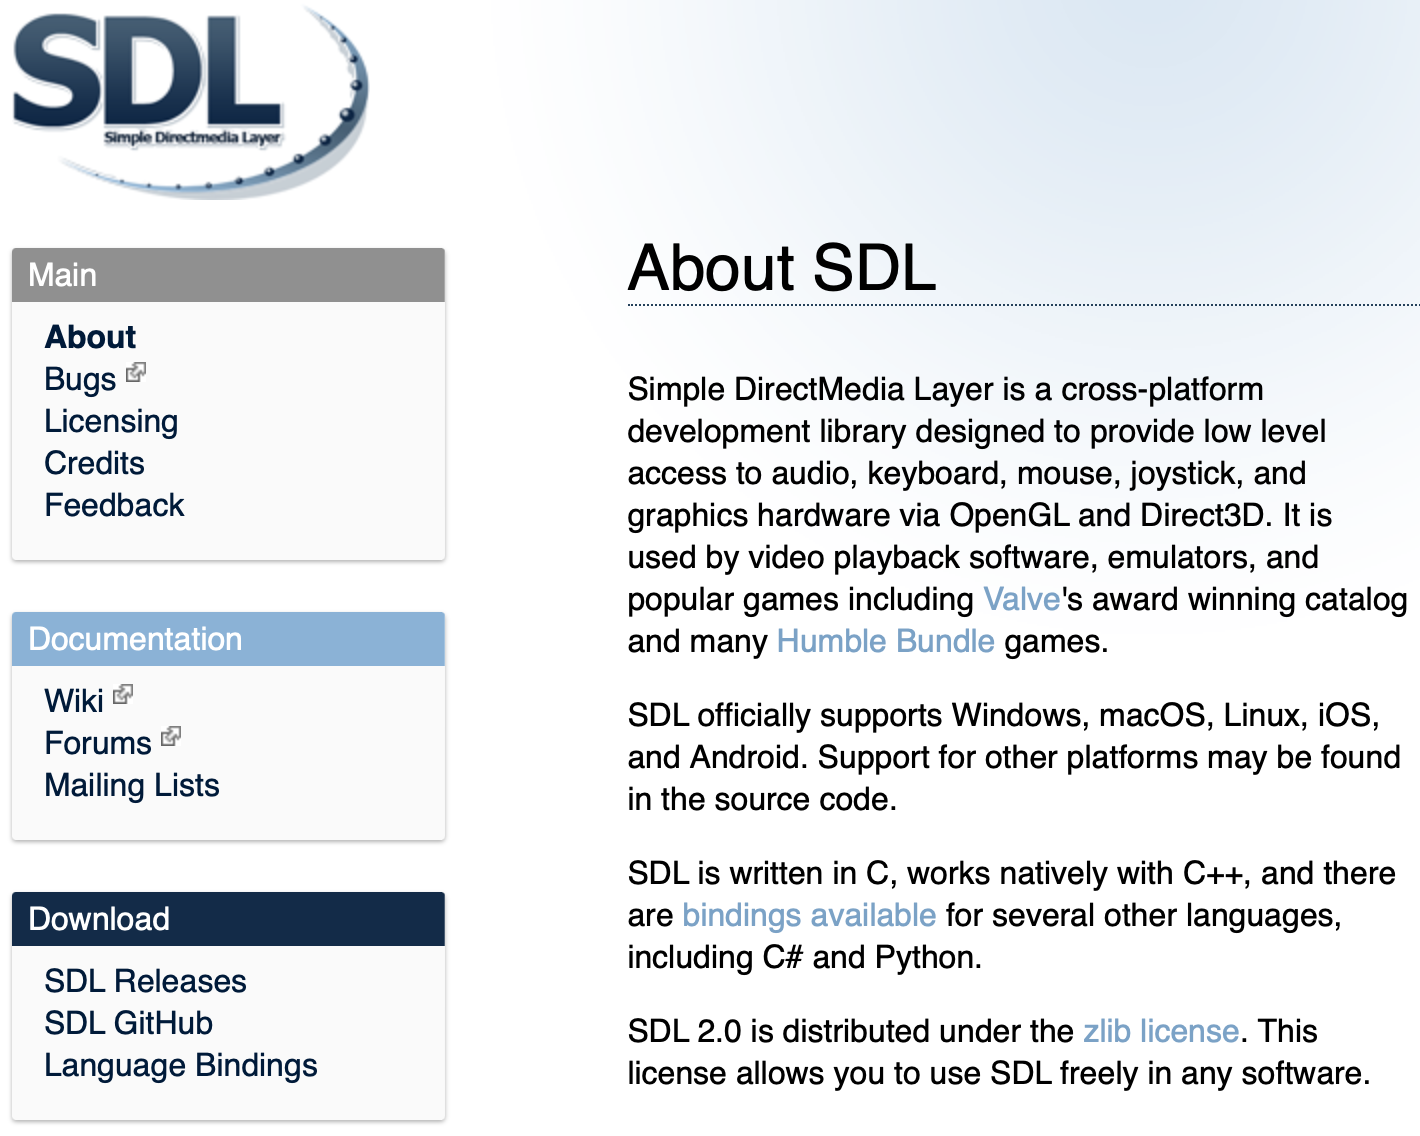 SDL
Simple Directmedia Layer
Main
About
Bugs
Licensing
Credits
Feedback
Documentation
Wiki
Forums
Mailing Lists
Download
SDL Releases
SDL GitHub
Language Bindings
About SDL
Simple DirectMedia Layer is a cross-platform
development library designed to provide low level
access to audio, keyboard, mouse, joystick, and
graphics hardware via OpenGL and Direct3D. It is
used by video playback software, emulators, and
popular games including Valve's award winning catalog
and many Humble Bundle games.
SDL officially supports Windows, macOS, Linux, iOS,
and Android. Support for other platforms may be found
in the source code.
SDL is written in C, works natively with C++, and there
are bindings available for several other languages,
including C# and Python.
SDL 2.0 is distributed under the zlib license. This
license allows you to use SDL freely in any software.